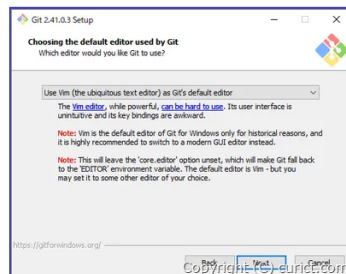 Git 2.41.0.3 Setup
Choosing the default editor used by Git
Which editor would you like Git to use?
Use Vim (the ubiquitous text editor) as Git's default editor
The Vim editor, while powerful, can be hard to use. Its user interface is
unintuitive and its key bindings are awkward.
Note: Vim is the default editor of Git for Windows only for historical reasons, and
it is highly recommended to switch to a modern GUI editor instead.
Note: This will leave the 'core.editor' option unset, which will make Git fall back
to the 'EDITOR' environment variable. The default editor is Vim - but you
may set it to some other editor of your choice.
https://gitforwindows.org/
Back Next Cancel
Copyright (C) cunct.com